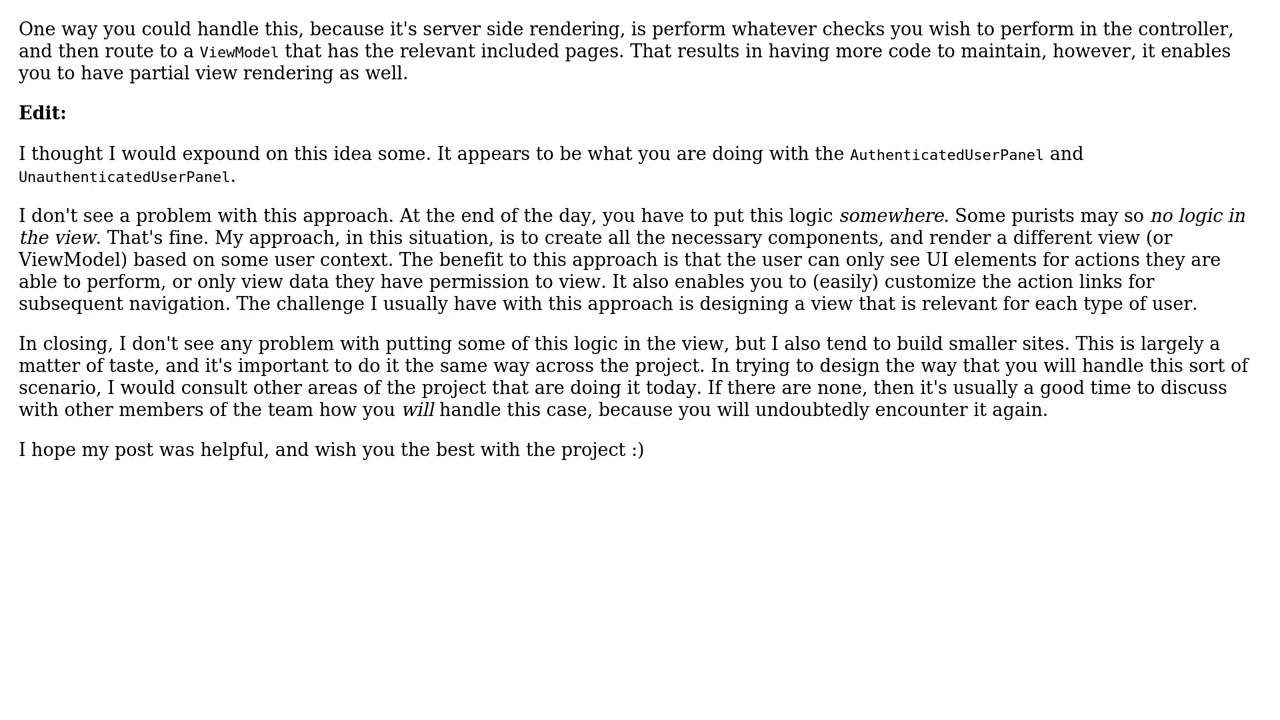 One way you could handle this, because it's server side rendering, is perform whatever checks you wish to perform in the controller,
and then route to a ViewModel that has the relevant included pages. That results in having more code to maintain, however, it enables
you to have partial view rendering as well.
Edit:
I thought I would expound on this idea some. It appears to be what you are doing with the AuthenticatedUserPanel and
UnauthenticatedUserPanel.
I don't see a problem with this approach. At the end of the day, you have to put this logic somewhere. Some purists may so no logic in
the view. That's fine. My approach, in this situation, is to create all the necessary components, and render a different view (or
ViewModel) based on some user context. The benefit to this approach is that the user can only see UI elements for actions they are
able to perform, or only view data they have permission to view. It also enables you to (easily) customize the action links for
subsequent navigation. The challenge I usually have with this approach is designing a view that is relevant for each type of user.
In closing, I don't see any problem with putting some of this logic in the view, but I also tend to build smaller sites. This is largely a
matter of taste, and it's important to do it the same way across the project. In trying to design the way that you will handle this sort of
scenario, I would consult other areas of the project that are doing it today. If there are none, then it's usually a good time to discuss
with other members of the team how you will handle this case, because you will undoubtedly encounter it again.
I hope my post was helpful, and wish you the best with the project :)